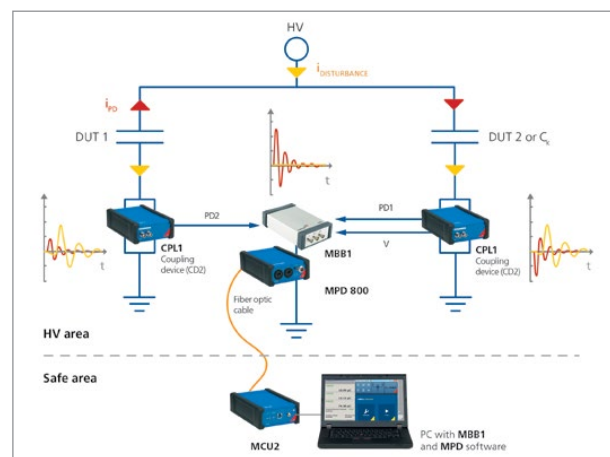 HV
iDISTURBANCE
iPD
DUT 1
DUT 2 or Ck
t
PD2
PD1
V
t
t
CPL1
Coupling
device (CD2)
MBB1
CPL1
Coupling
device (CD2)
MPD 800
Fiber optic
cable
HV area
Safe area
MCU2
PC with MBB1
and MPD software